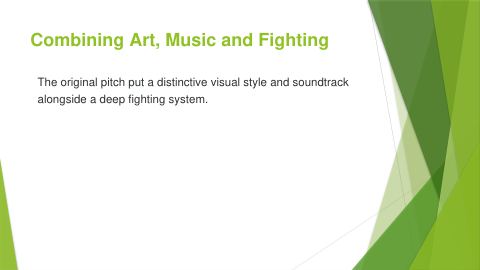 Combining Art, Music and Fighting
The original pitch put a distinctive visual style and soundtrack
alongside a deep fighting system.